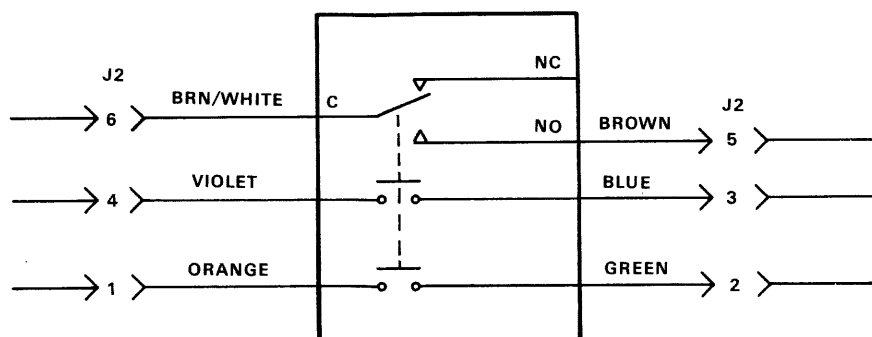 J2
6
BRN/WHITE
C
NC
NO
BROWN
J2
5
4
VIOLET
BLUE
3
1
ORANGE
GREEN
2